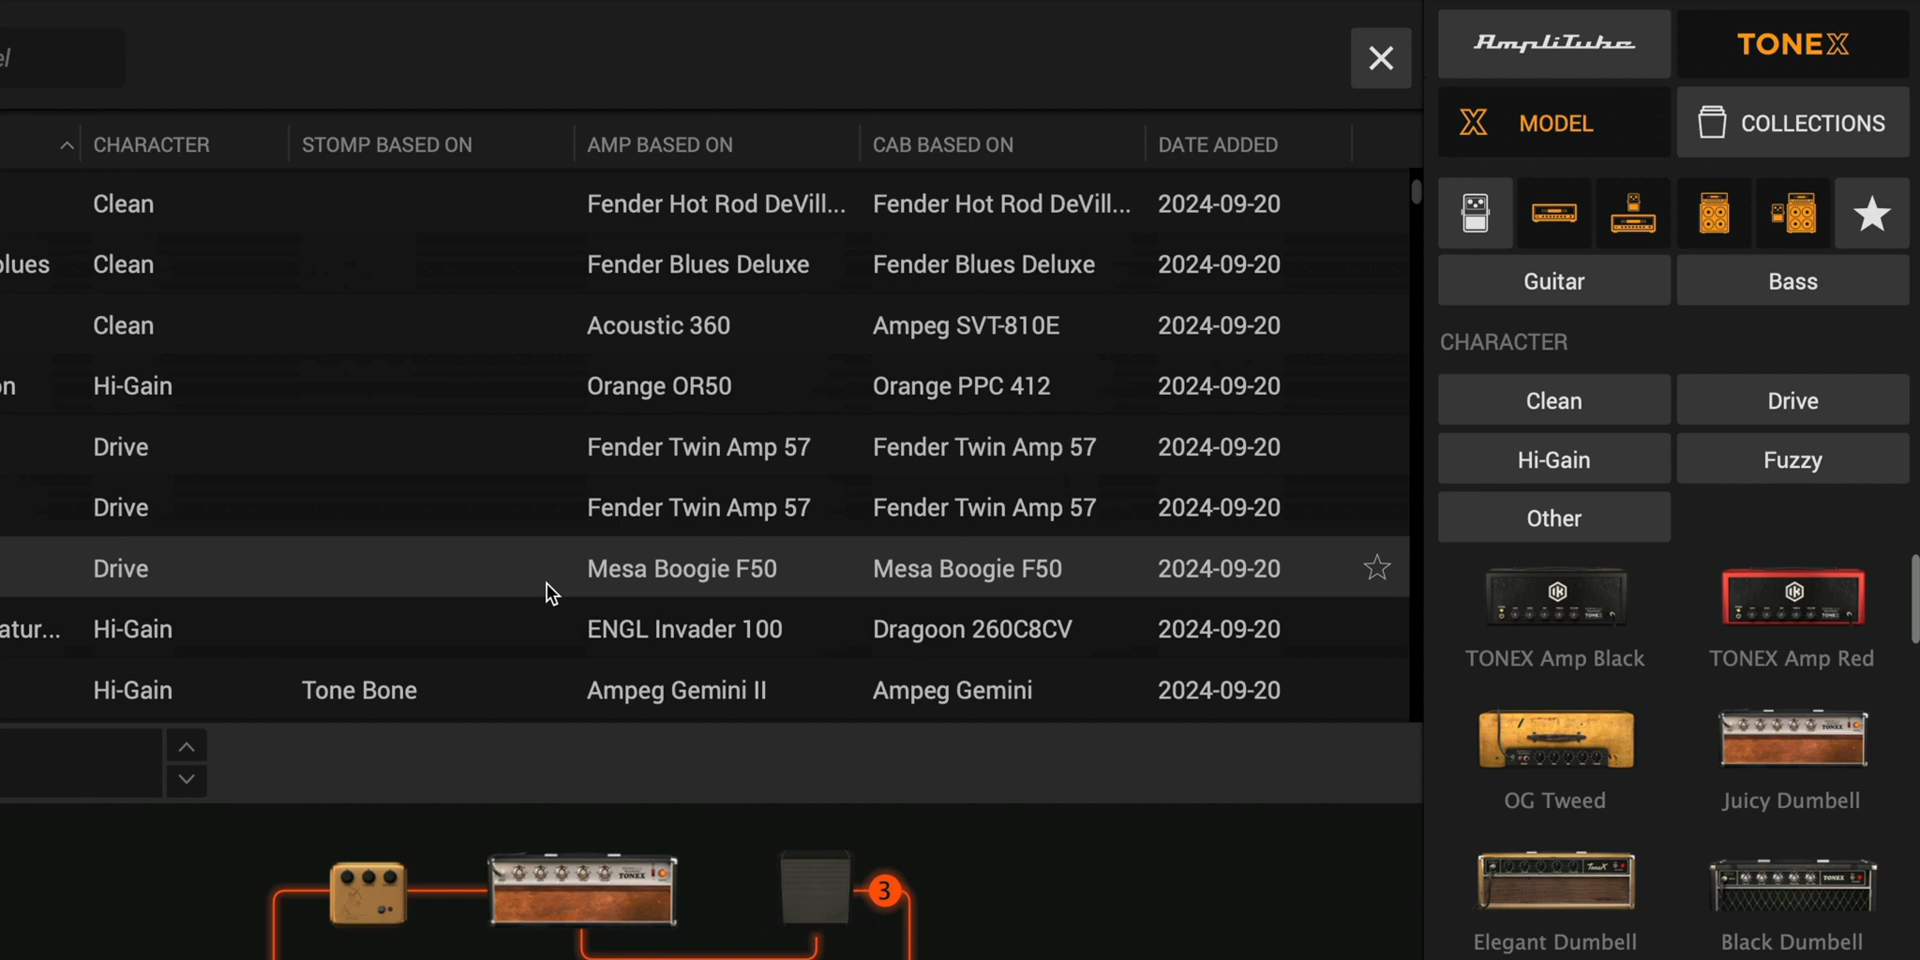 el
AmpliTube
TONEX
MODEL
COLLECTIONS
CHARACTER STOMP BASED ON AMP BASED ON CAB BASED ON DATE ADDED
Clean Fender Hot Rod DeVill... Fender Hot Rod DeVill... 2024-09-20
blues Clean Fender Blues Deluxe Fender Blues Deluxe 2024-09-20
Clean Acoustic 360 Ampeg SVT-810E 2024-09-20
on Hi-Gain Orange OR50 Orange PPC 412 2024-09-20
Drive Fender Twin Amp 57 Fender Twin Amp 57 2024-09-20
Drive Fender Twin Amp 57 Fender Twin Amp 57 2024-09-20
Drive Mesa Boogie F50 Mesa Boogie F50 2024-09-20
atur... Hi-Gain ENGL Invader 100 Dragoon 260C8CV 2024-09-20
Hi-Gain Tone Bone Ampeg Gemini II Ampeg Gemini 2024-09-20
Guitar
Bass
CHARACTER
Clean
Drive
Hi-Gain
Fuzzy
Other
TONEX Amp Black
TONEX Amp Red
OG Tweed
Juicy Dumbell
Elegant Dumbell
Black Dumbell
TONEX
3